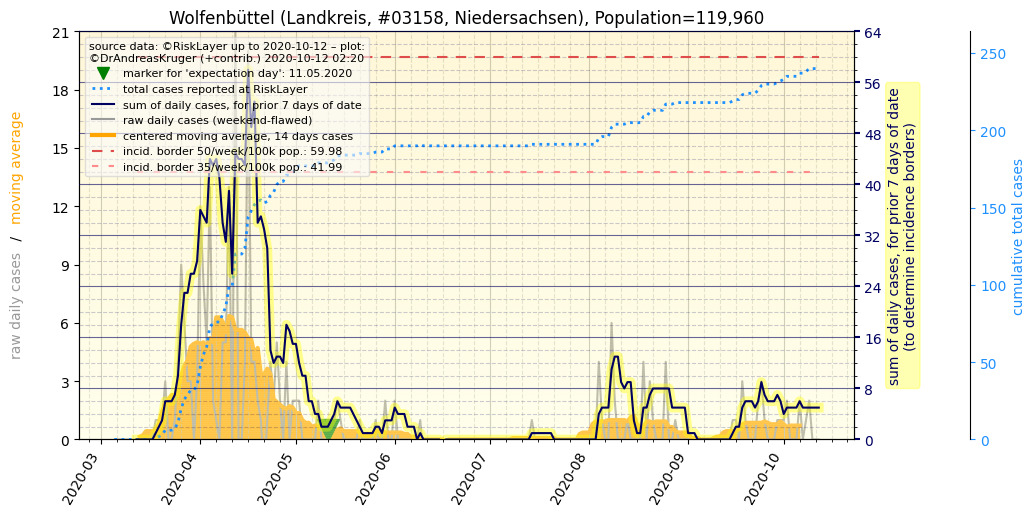 Wolfenbüttel (Landkreis, #03158, Niedersachsen), Population=119,960
source data: ©RiskLayer up to 2020-10-12 – plot:
©DrAndreasKruger (+contrib.) 2020-10-12 02:20
marker for 'expectation day': 11.05.2020
total cases reported at RiskLayer
sum of daily cases, for prior 7 days of date
raw daily cases (weekend-flawed)
centered moving average, 14 days cases
incid. border 50/week/100k pop.: 59.98
incid. border 35/week/100k pop.: 41.99
raw daily cases / moving average
21
18
15
12
9
6
3
0
64
56
48
40
32
24
16
8
0
sum of daily cases, for prior 7 days of date
(to determine incidence borders)
250
200
150
100
50
0
cumulative total cases
2020-03
2020-04
2020-05
2020-06
2020-07
2020-08
2020-09
2020-10